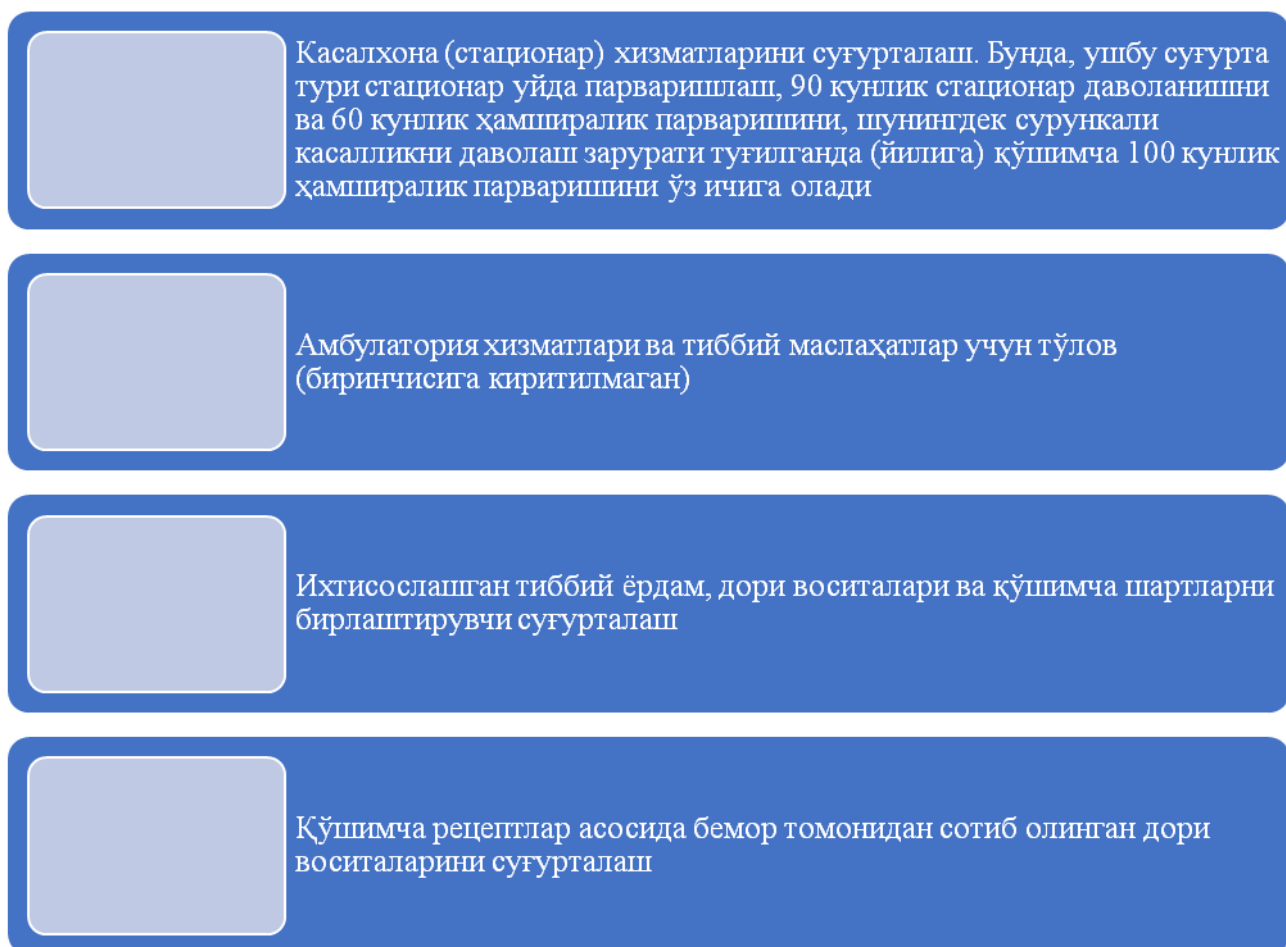 Касалхона (стационар) хизматларини суғурталаш. Бунда, ушбу суғурта
тури стационар уйда парваришлаш, 90 кунлик стационар даволанишни
ва 60 кунлик ҳамширалик парваришини, шунингдек сурункали
касалликни даволаш зарурати туғилганда (йилига) қўшимча 100 кунлик
ҳамширалик парваришини ўз ичига олади
Амбулатория хизматлари ва тиббий маслаҳатлар учун тўлов
(биринчисига киритилмаган)
Ихтисослашган тиббий ёрдам, дори воситалари ва қўшимча шартларни
бирлаштирувчи суғурталаш
Қўшимча рецептлар асосида бемор томонидан сотиб олинган дори
воситаларини суғурталаш